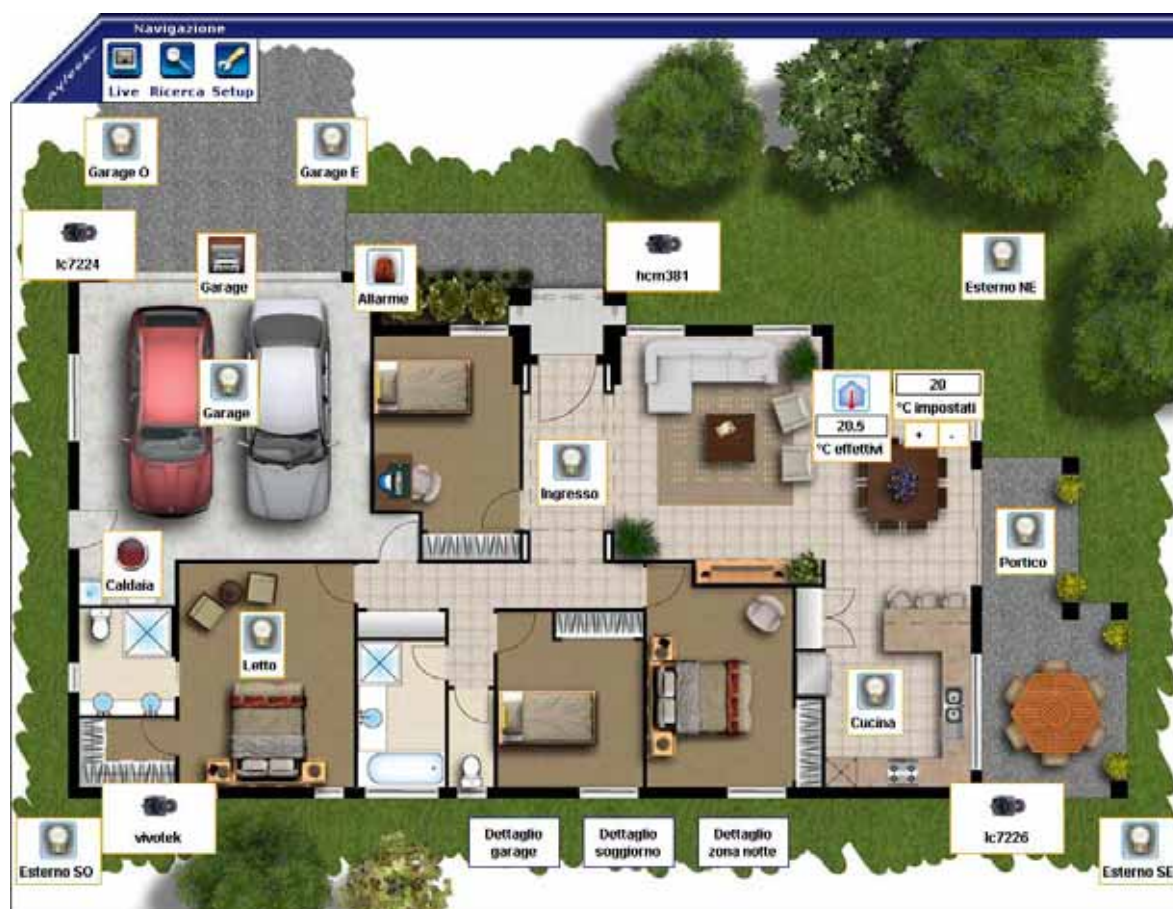 Navigazione
ayleek
Live Ricerca Setup
Garage O
Garage E
lc7224
Garage
Allarme
hcm381
Esterno NE
Garage
20
°C impostati
20.5
+ -
°C effettivi
Ingresso
Portico
Caldaia
Letto
Cucina
vivotek
lc7226
Dettaglio
garage
Dettaglio
soggiorno
Dettaglio
zona notte
Esterno SO
Esterno SE